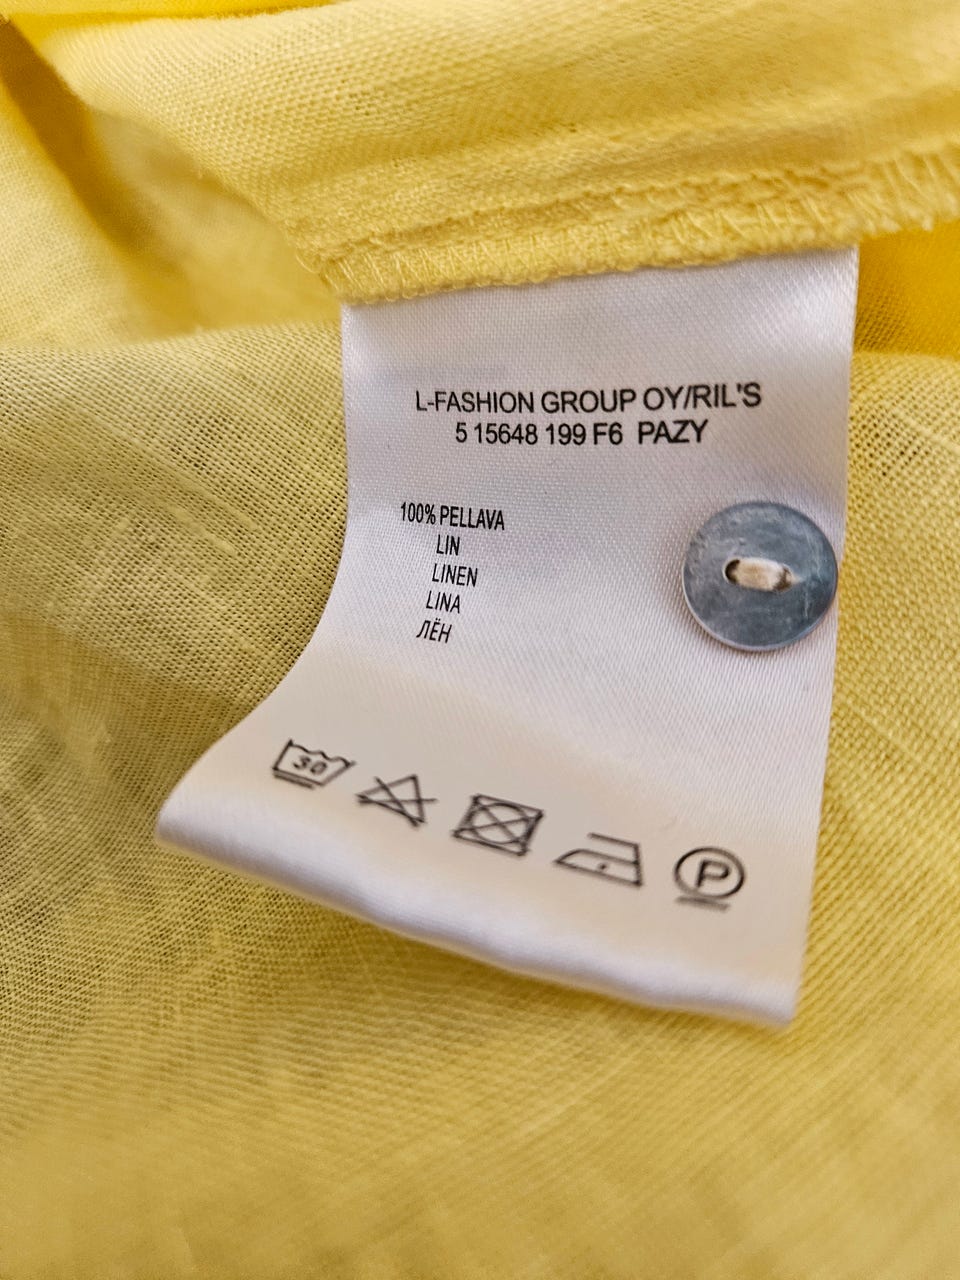 L-FASHION GROUP OY/RIL'S
5 15648 199 F6 PAZY
100% PELLAVA
LIN
LINEN
LINA
ЛЁН
30
P